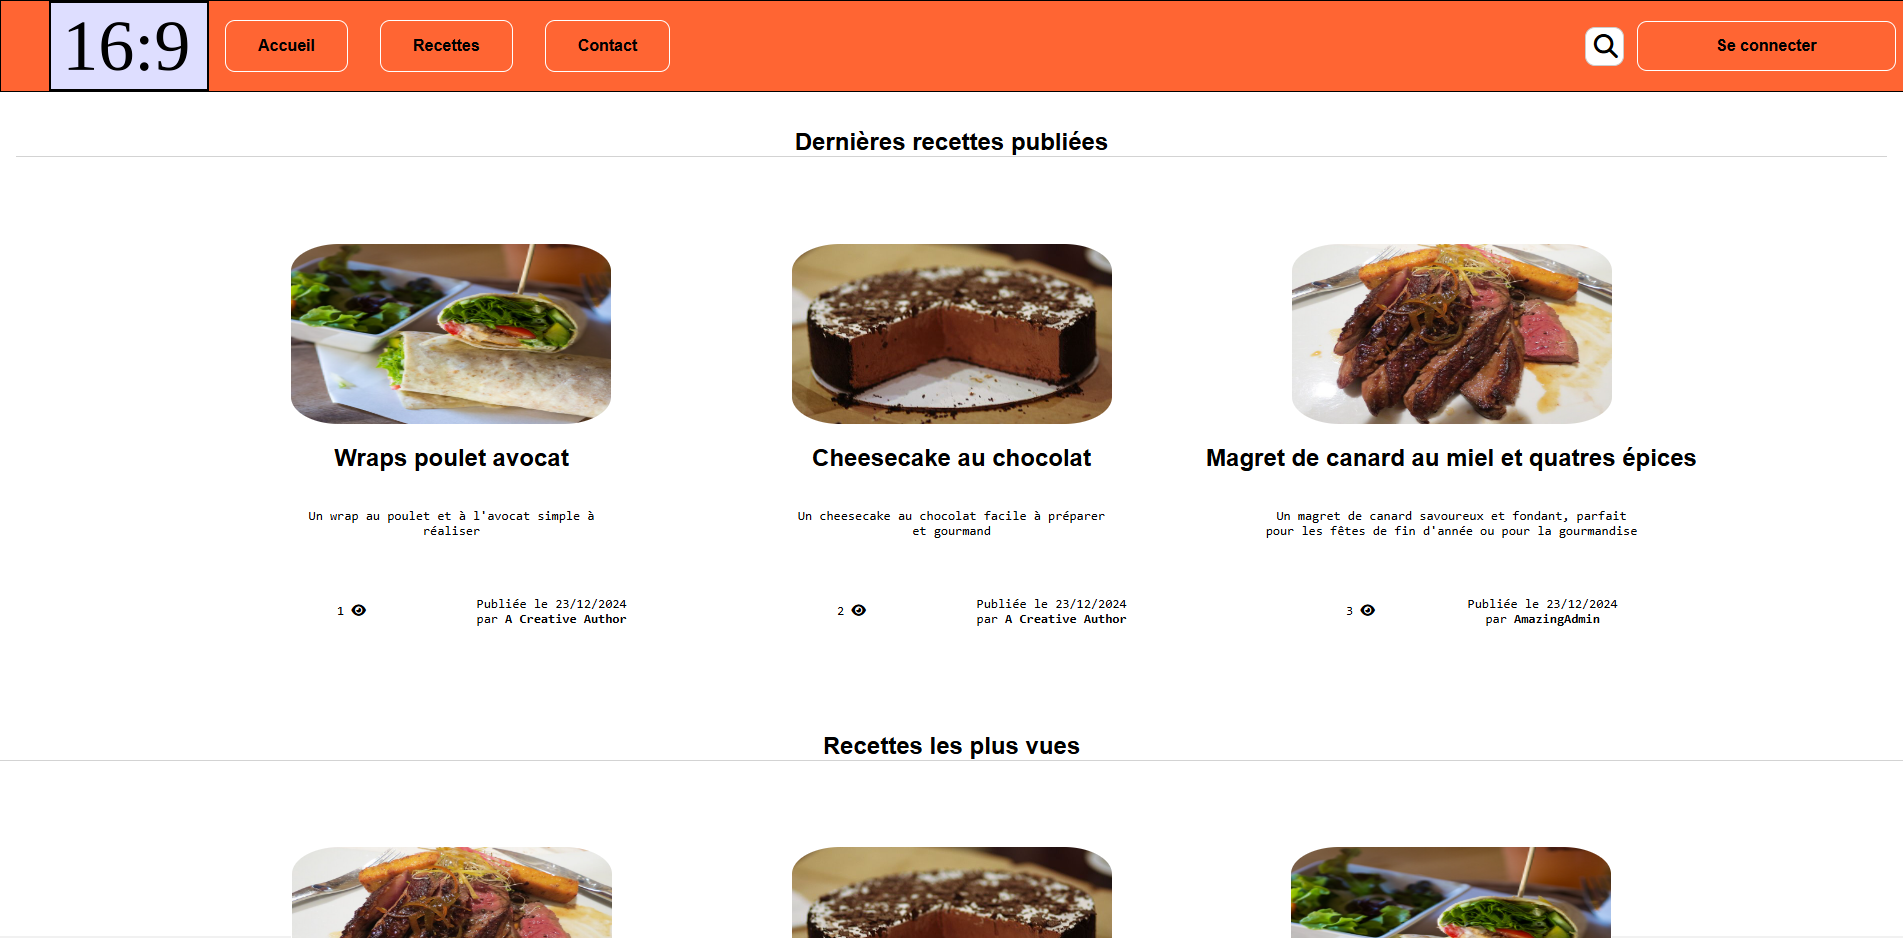 16:9
Accueil
Recettes
Contact
Se connecter
Dernières recettes publiées
Wraps poulet avocat
Un wrap au poulet et à l'avocat simple à
réaliser
1
Publiée le 23/12/2024
par A Creative Author
Cheesecake au chocolat
Un cheesecake au chocolat facile à préparer
et gourmand
2
Publiée le 23/12/2024
par A Creative Author
Magret de canard au miel et quatres épices
Un magret de canard savoureux et fondant, parfait
pour les fêtes de fin d'année ou pour la gourmandise
3
Publiée le 23/12/2024
par AmazingAdmin
Recettes les plus vues